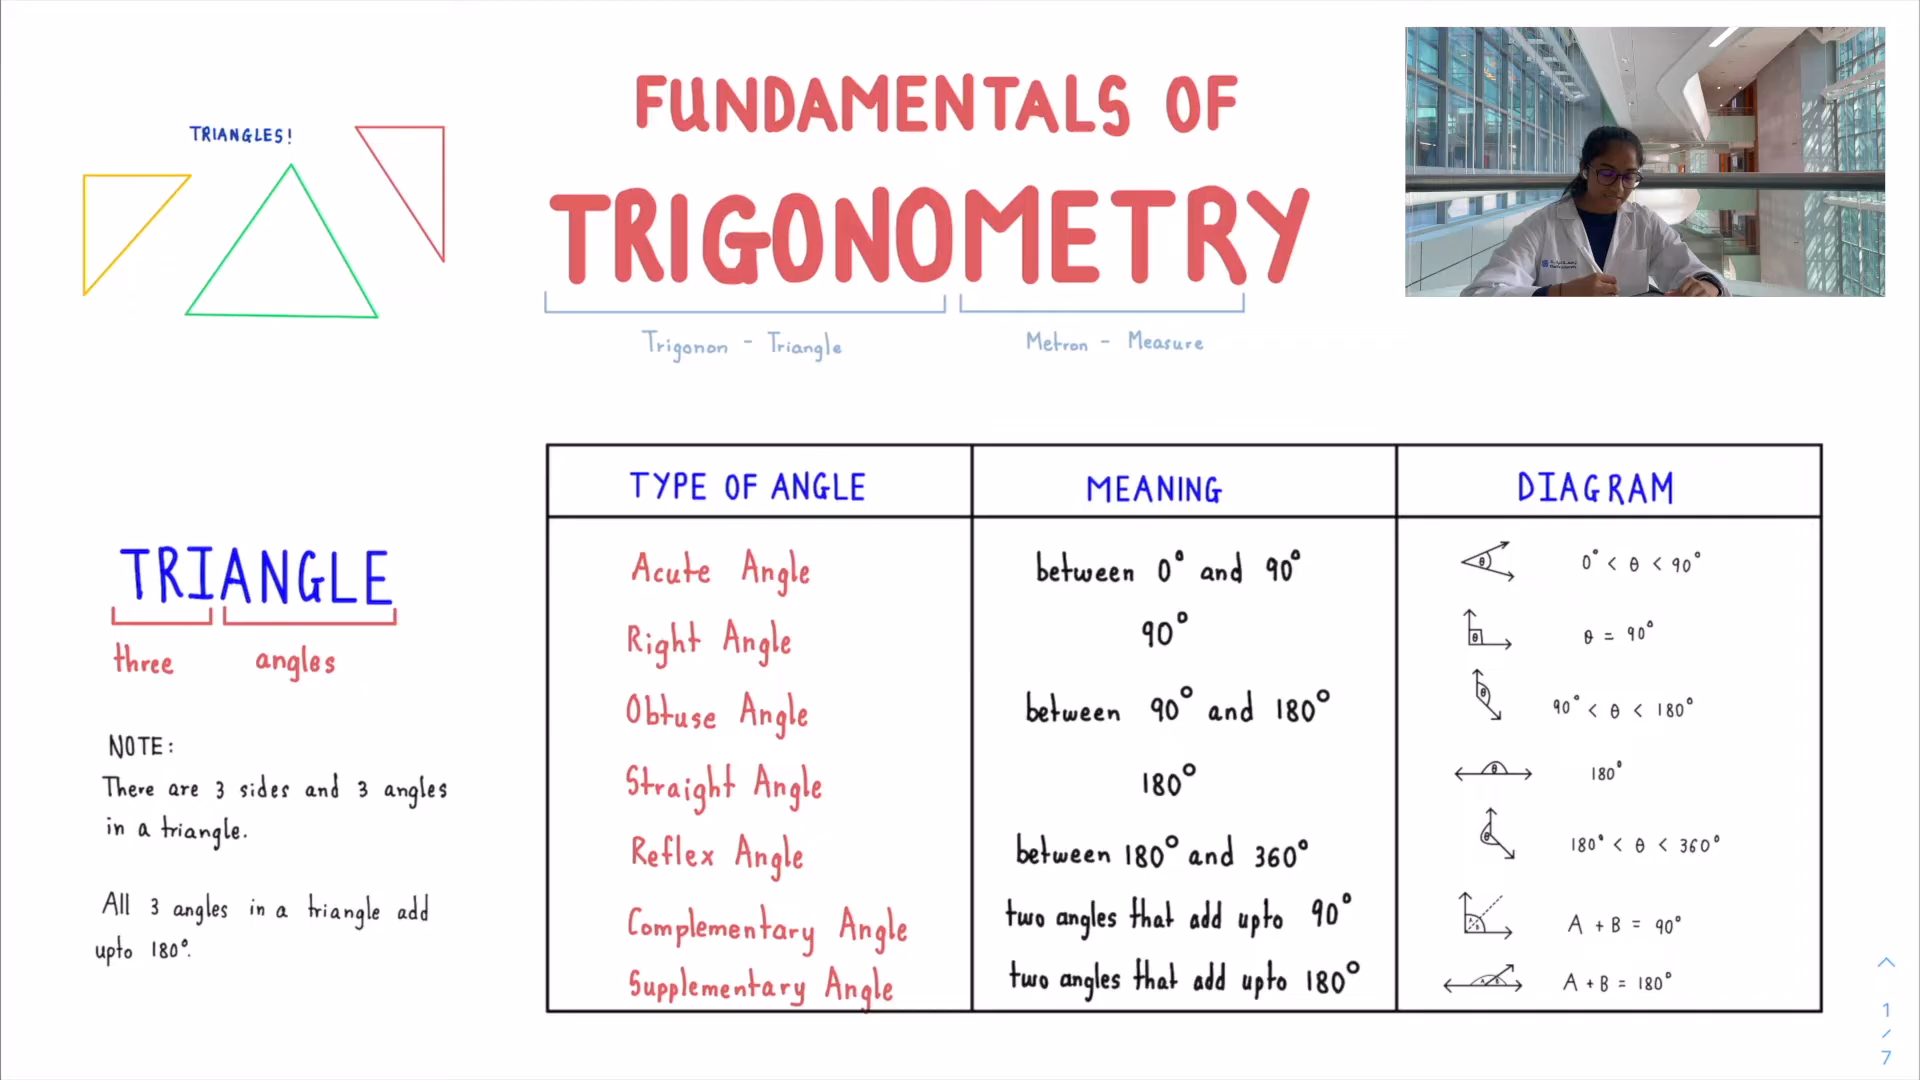 TRIANGLES!
FUNDAMENTALS OF
TRIGONOMETRY
Trigonon - Triangle
Metron - Measure
TRIANGLE
three angles
NOTE:
There are 3 sides and 3 angles
in a triangle.
All 3 angles in a triangle add
upto 180°.
TYPE OF ANGLE MEANING DIAGRAM
Acute Angle between 0° and 90° θ 0° < θ < 90°
Right Angle 90° θ θ = 90°
Obtuse Angle between 90° and 180° θ 90° < θ < 180°
Straight Angle 180° θ 180°
Reflex Angle between 180° and 360° θ 180° < θ < 360°
Complementary Angle two angles that add upto 90° A B A + B = 90°
Supplementary Angle two angles that add upto 180° A B A + B = 180°
1
/
7